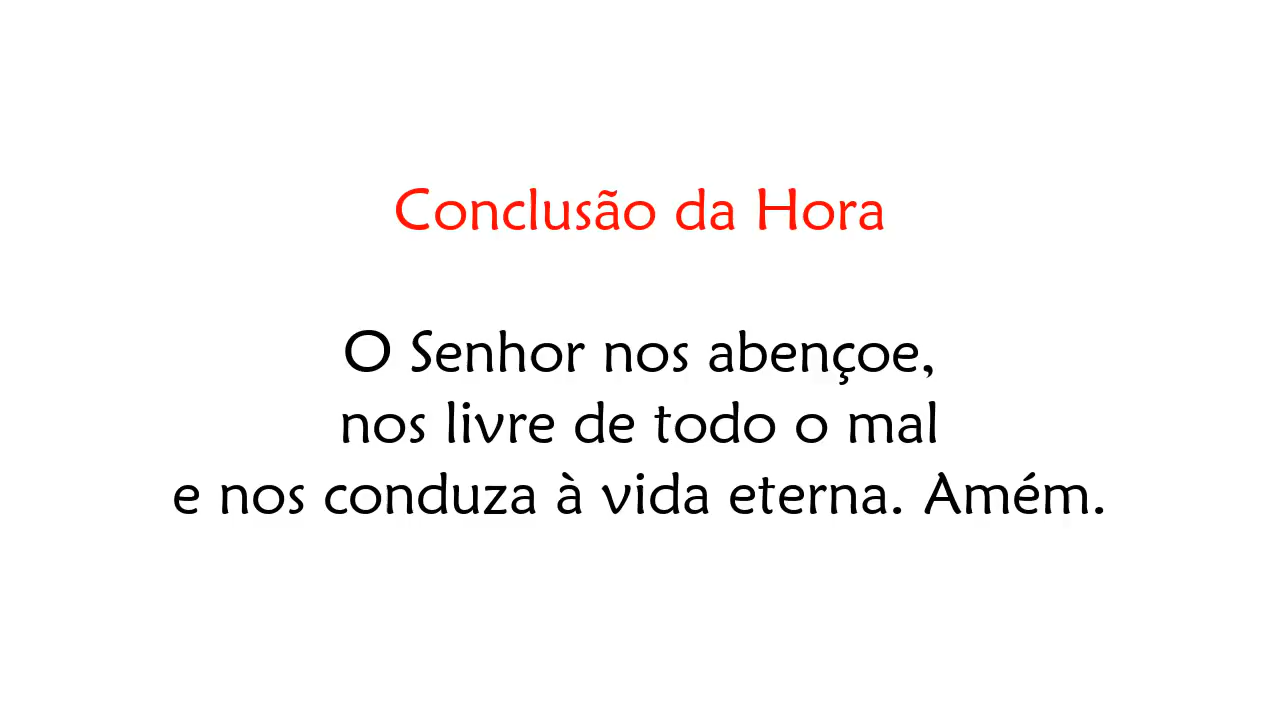 Conclusão da Hora
O Senhor nos abençoe,
nos livre de todo o mal
e nos conduza à vida eterna. Amém.